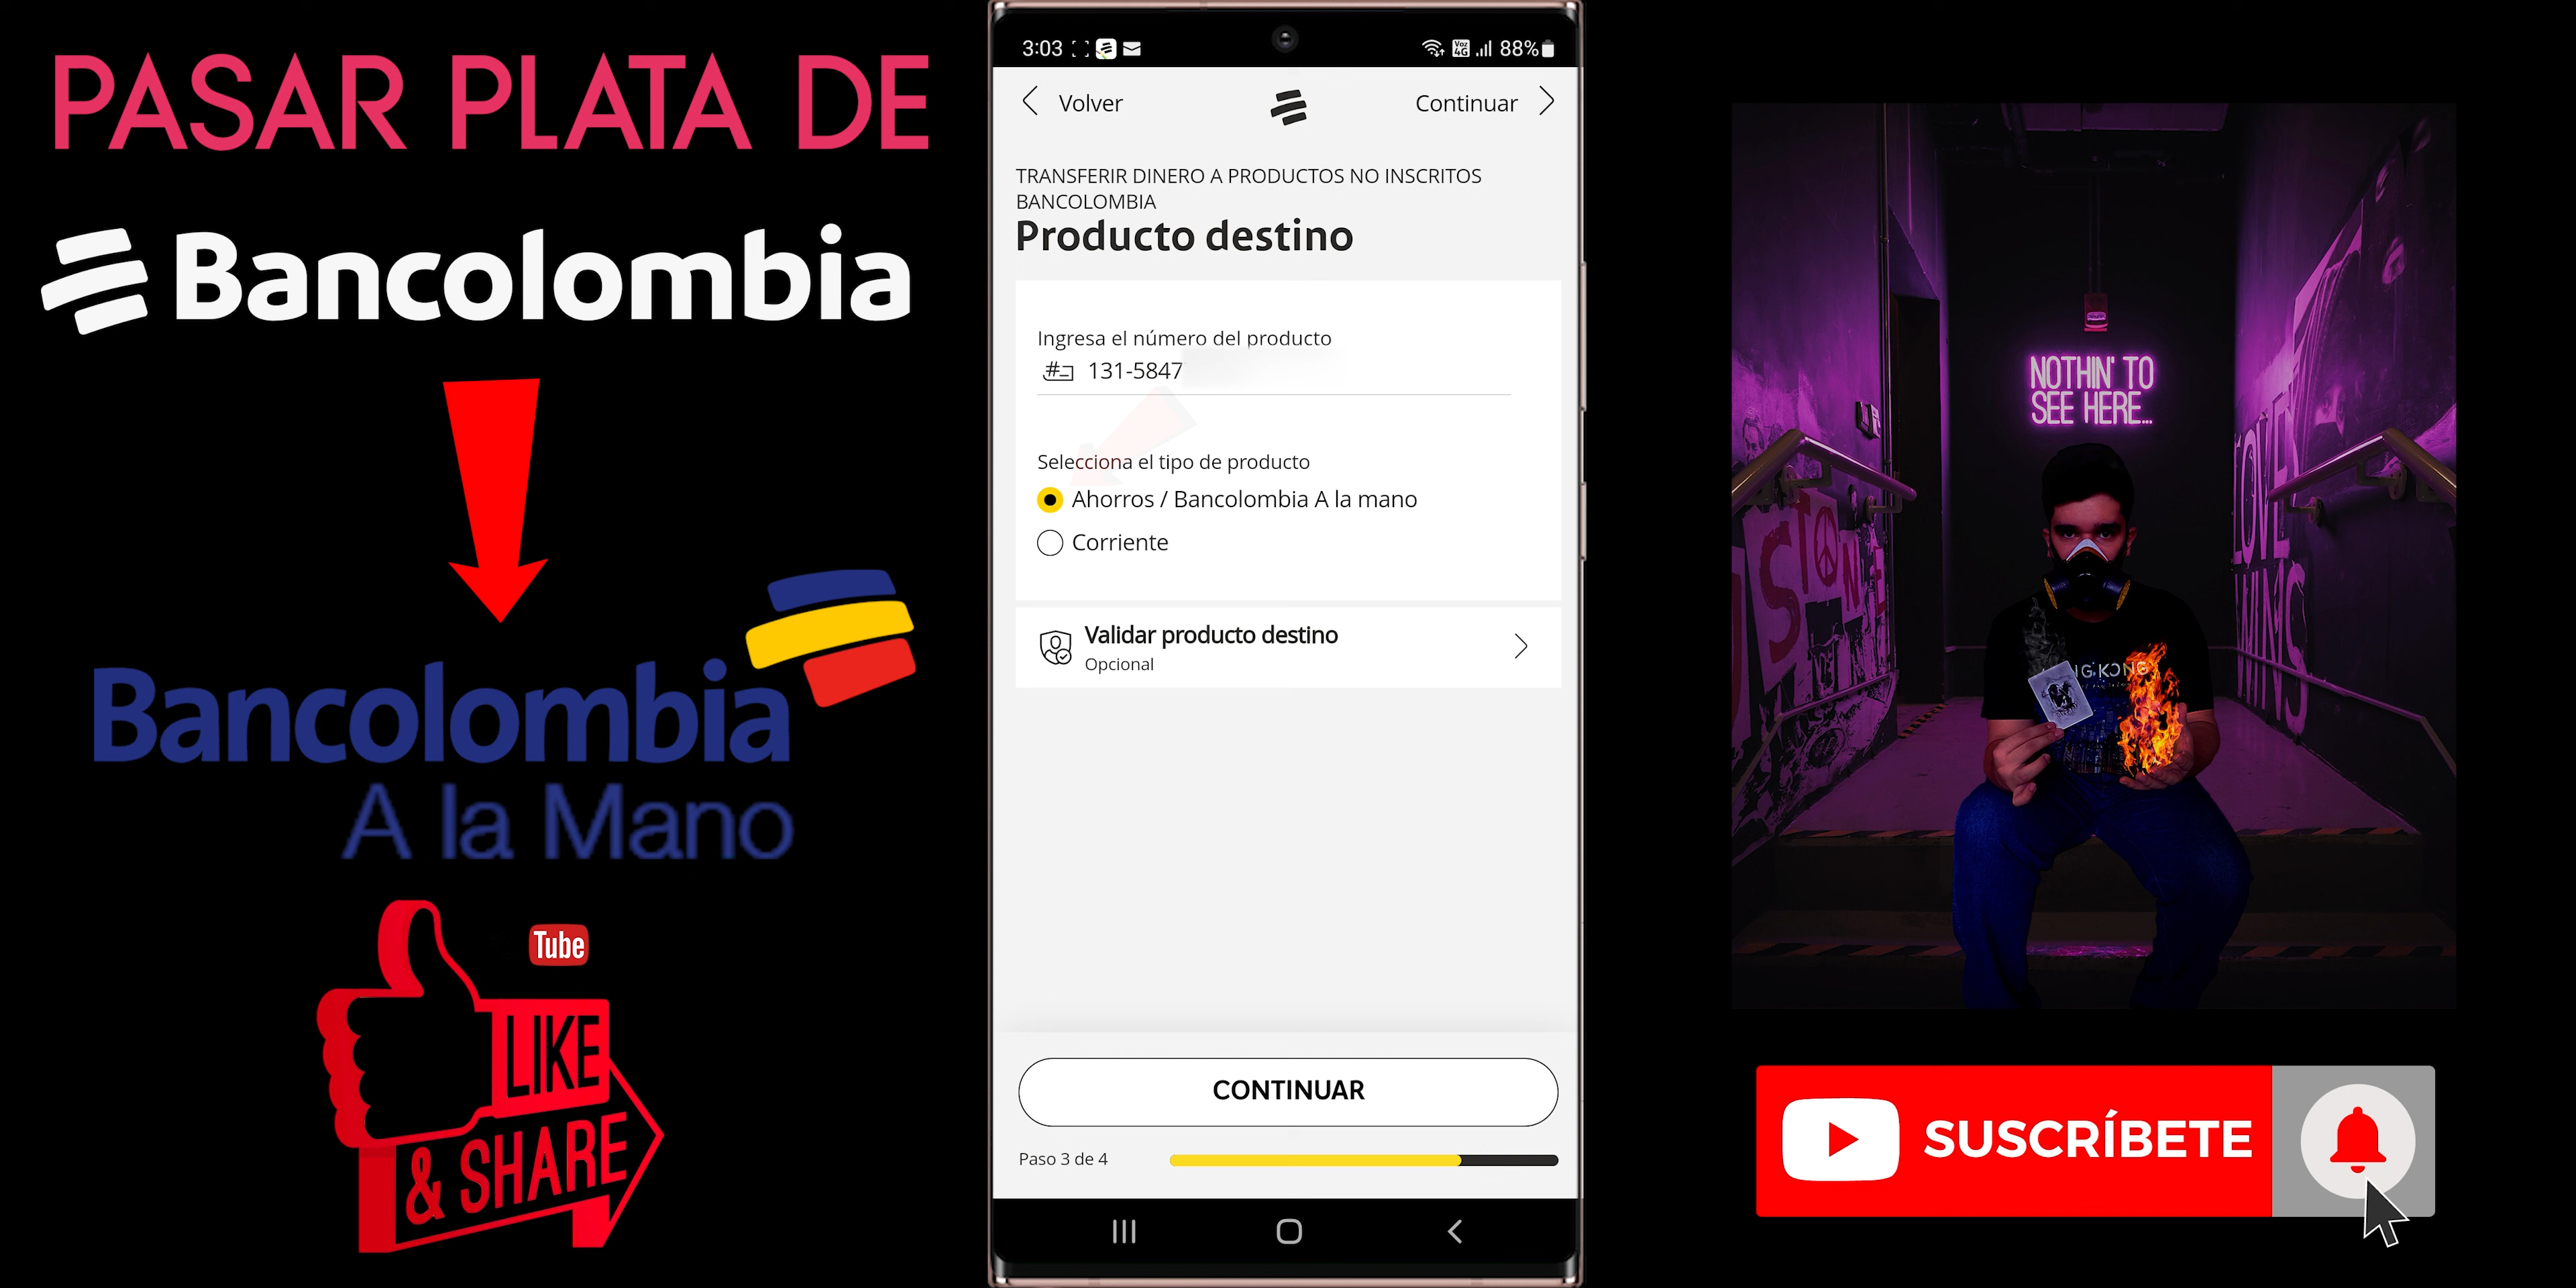 PASAR PLATA DE
Bancolombia
Bancolombia
A la Mano
Tube
LIKE
& SHARE
3:03
Voz
4G
88%
Volver
Continuar
TRANSFERIR DINERO A PRODUCTOS NO INSCRITOS
BANCOLOMBIA
Producto destino
Ingresa el número del producto
131-5847
Selecciona el tipo de producto
Ahorros / Bancolombia A la mano
Corriente
Validar producto destino
Opcional
CONTINUAR
Paso 3 de 4
NOTHIN' TO
SEE HERE...
SUSCRÍBETE